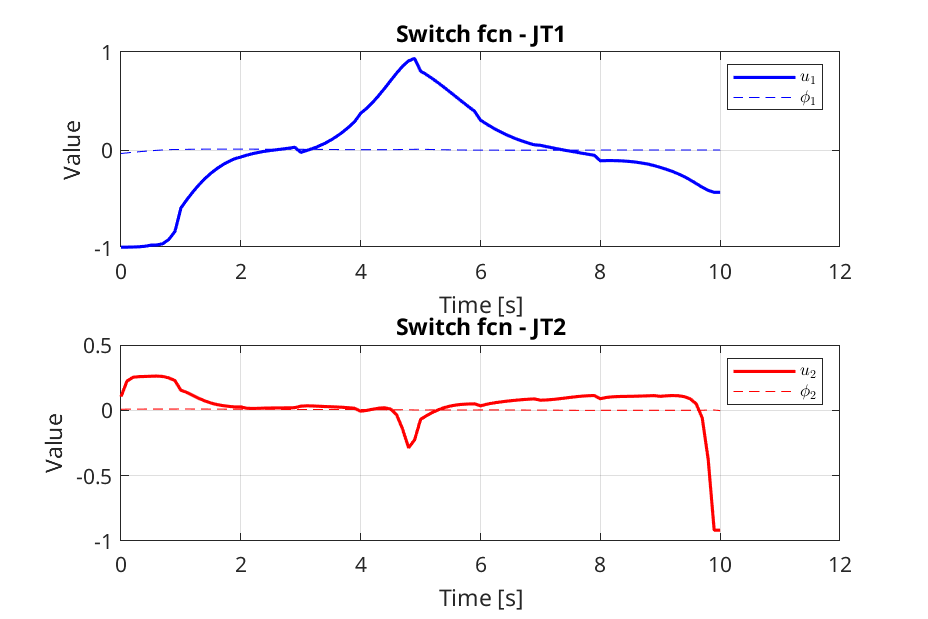 Switch fcn - JT1
1
0
-1
Value
u₁
ϕ₁
0 2 4 6 8 10 12
Time [s]
Switch fcn - JT2
0.5
0
-0.5
-1
Value
u₂
ϕ₂
0 2 4 6 8 10 12
Time [s]